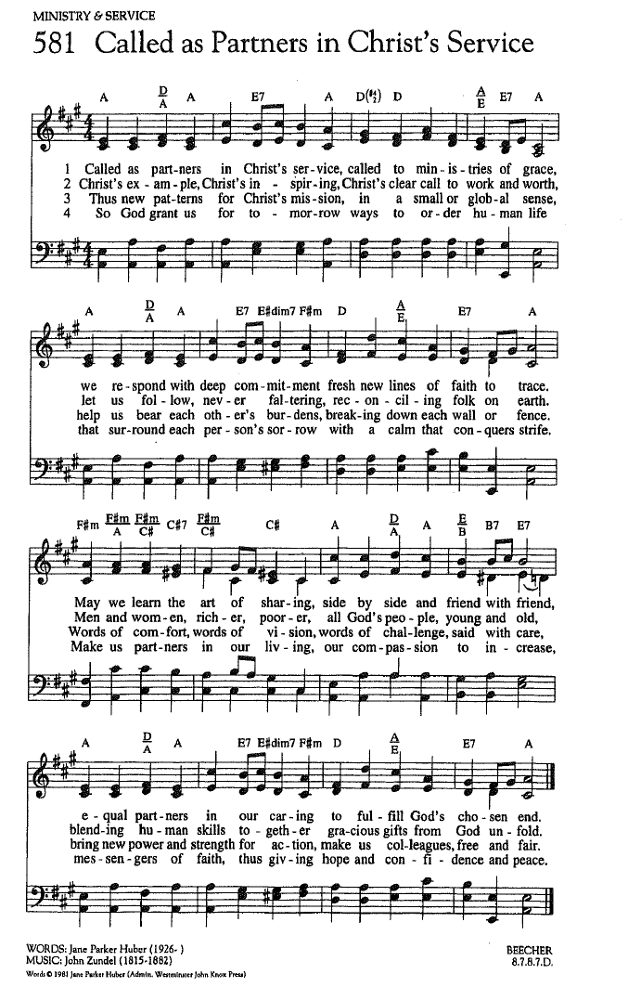 MINISTRY & SERVICE
581 Called as Partners in Christ's Service
A D/A A E7 A D(#4/2) D A/E E7 A
1 Called as part-ners in Christ's ser-vice, called to min-is-tries of grace,
2 Christ's ex-am-ple, Christ's in-spir-ing, Christ's clear call to work and worth,
3 Thus new pat-terns for Christ's mis-sion, in a small or glob-al sense,
4 So God grant us for to-mor-row ways to or-der hu-man life
A D/A A E7 E#dim7 F#m D A/E E7 A
we re-spond with deep com-mit-ment fresh new lines of faith to trace.
let us fol-low, nev-er fal-tering, rec-on-cil-ing folk on earth.
help us bear each oth-er's bur-dens, break-ing down each wall or fence.
that sur-round each per-son's sor-row with a calm that con-quers strife.
F#m F#m/A F#m/C# C#7 F#m/C# C# A D/A A E/B B7 E7
May we learn the art of shar-ing, side by side and friend with friend,
Men and wom-en, rich-er, poor-er, all God's peo-ple, young and old,
Words of com-fort, words of vi-sion, words of chal-lenge, said with care,
Make us part-ners in our liv-ing, our com-pas-sion to in-crease,
A D/A A E7 E#dim7 F#m D A/E E7 A
e-qual part-ners in our car-ing to ful-fill God's cho-sen end.
blend-ing hu-man skills to-geth-er gra-cious gifts from God un-fold.
bring new power and strength for ac-tion, make us col-leagues, free and fair.
mes-sen-gers of faith, thus giv-ing hope and con-fi-dence and peace.
WORDS: Jane Parker Huber (1926- )
MUSIC: John Zundel (1815-1882)
Words © 1981 Jane Parker Huber (Admin. Westminster John Knox Press)
BEECHER
8.7.8.7.D.